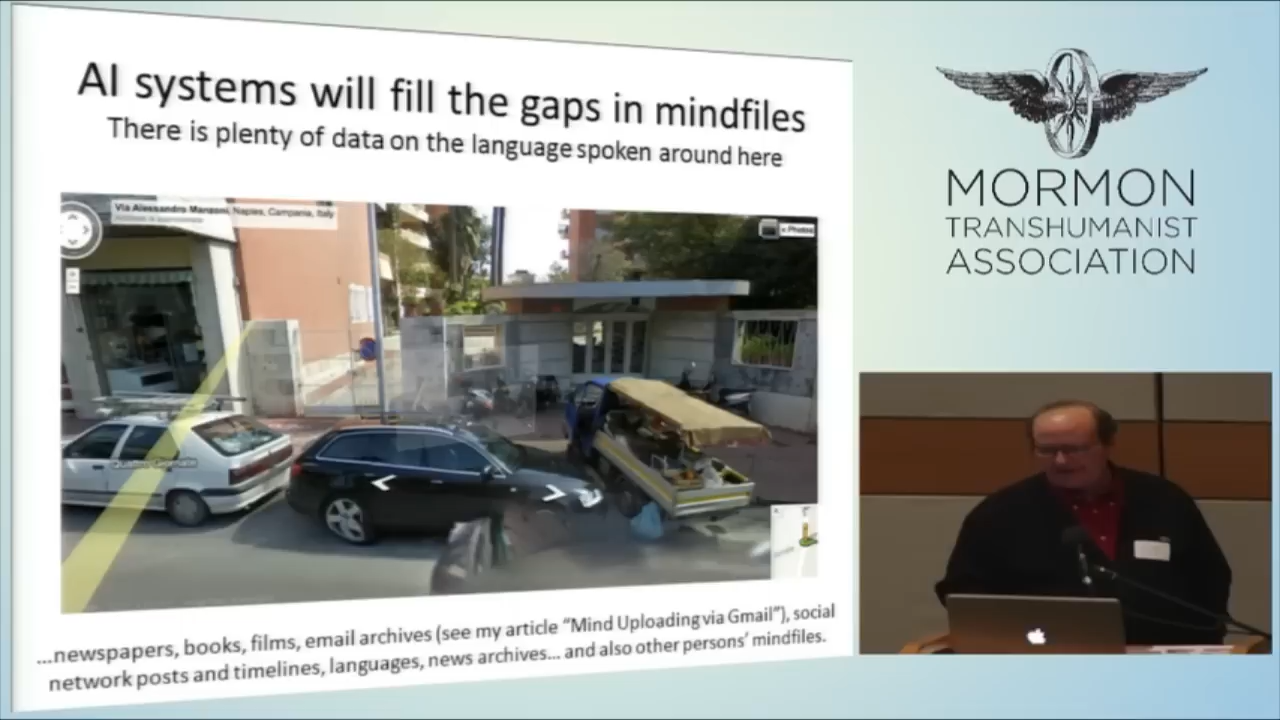 AI systems will fill the gaps in mindfiles
There is plenty of data on the language spoken around here
Via Alessandro Manzoni, Naples, Campania, Italy
Photos
...newspapers, books, films, email archives (see my article “Mind Uploading via Gmail”), social
network posts and timelines, languages, news archives... and also other persons’ mindfiles.
MORMON
TRANSHUMANIST
ASSOCIATION